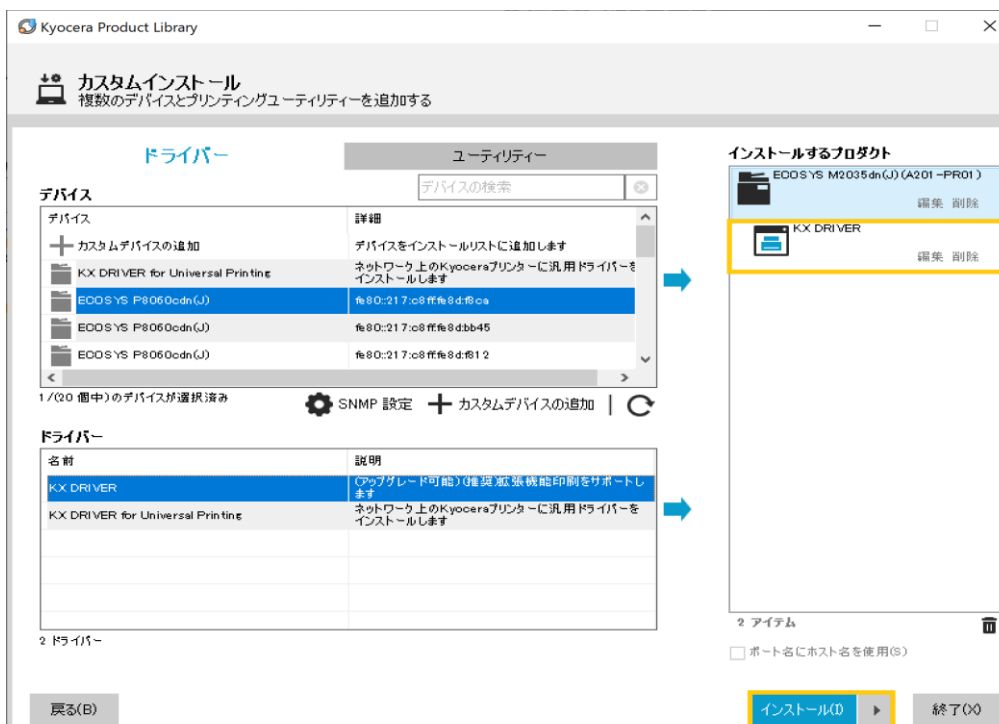 Kyocera Product Library
カスタムインストール
複数のデバイスとプリンティングユーティリティーを追加する
ドライバー
ユーティリティー
デバイス
デバイスの検索
デバイス 詳細
カスタムデバイスの追加 デバイスをインストールリストに追加します
KX DRIVER for Universal Printing ネットワーク上のKyoceraプリンターに汎用ドライバーを
インストールします
ECOSYS P8060cdn(J) fe80::217:c8ff:fe8d:f8ca
ECOSYS P8060cdn(J) fe80::217:c8ff:fe8d:bb45
ECOSYS P8060cdn(J) fe80::217:c8ff:fe8d:f812
1/(20 個中)のデバイスが選択済み
SNMP 設定 カスタムデバイスの追加
ドライバー
名前 説明
KX DRIVER (アップグレード可能)(推奨)拡張機能印刷をサポートし
ます
KX DRIVER for Universal Printing ネットワーク上のKyoceraプリンターに汎用ドライバーを
インストールします
2 ドライバー
インストールするプロダクト
ECOSYS M2035dn(J)(A201-PR01)
編集 削除
KX DRIVER
編集 削除
2 アイテム
ポート名にホスト名を使用(S)
戻る(B)
インストール(I)
終了(X)